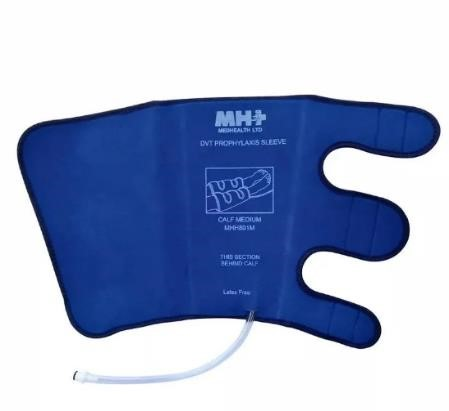 MH+
MEDHEALTH LTD
DVT PROPHYLAXIS SLEEVE
CALF MEDIUM
MHH801M
THIS SECTION
BEHIND CALF
Latex Free